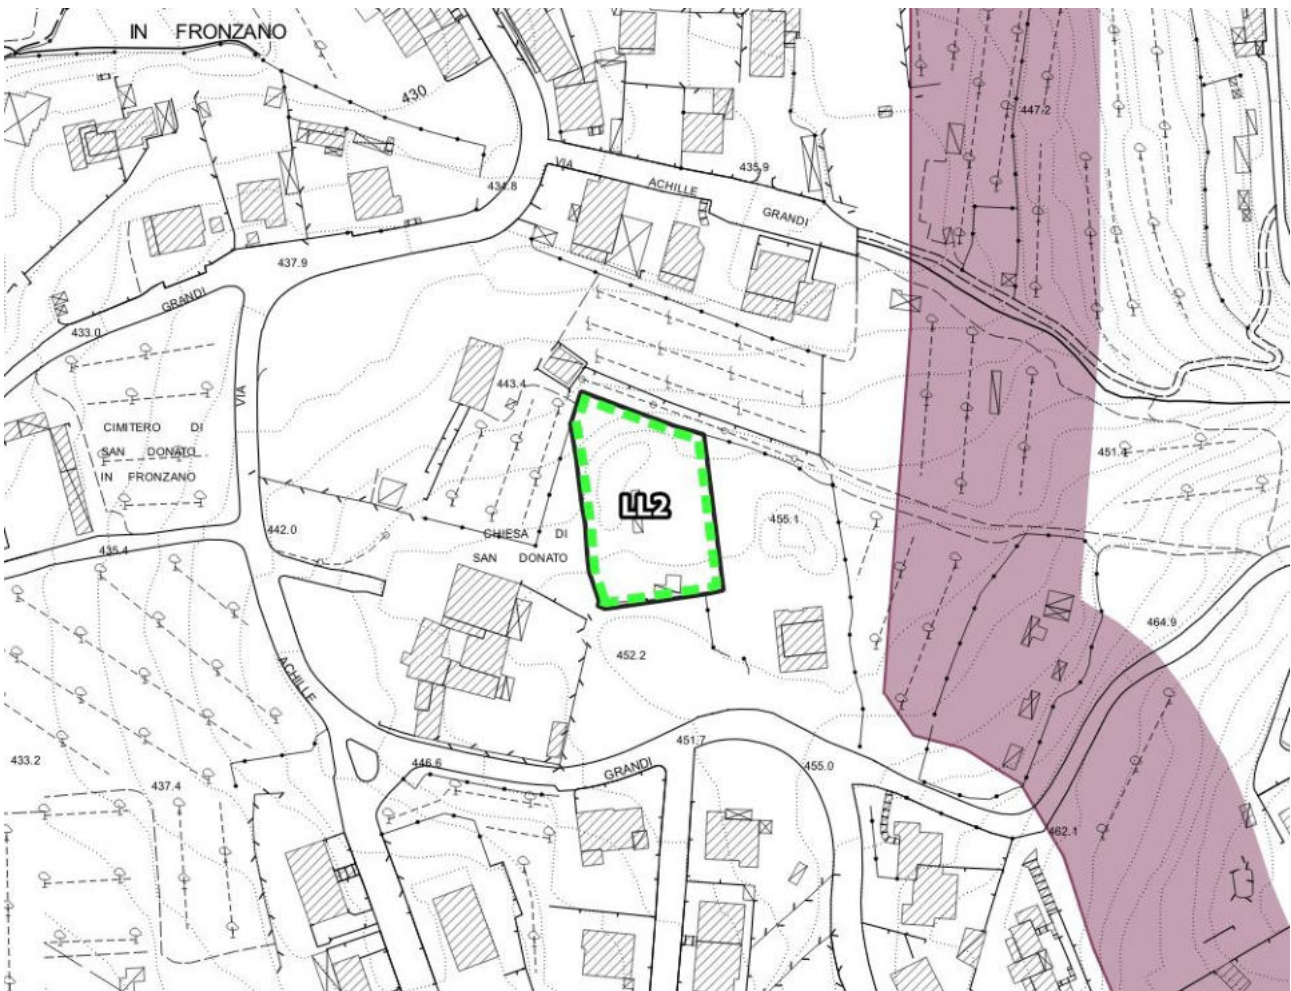 IN FRONZANO
430
447.2
VIA
ACHILLE
GRANDI
435.9
434.8
437.9
GRANDI
433.0
VIA
443.4
CIMITERO DI
SAN DONATO
IN FRONZANO
LL2
451.4
455.1
442.0
CHIESA DI
SAN DONATO
435.4
464.9
452.2
ACHILLE
451.7
446.6
GRANDI
455.0
433.2
437.4
462.1